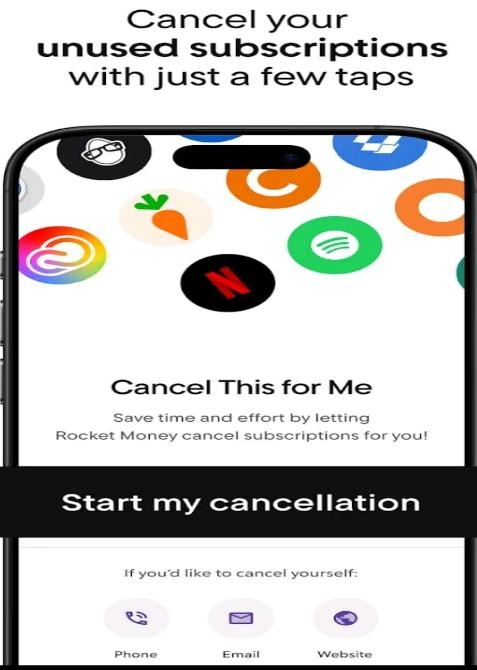 Cancel your
unused subscriptions
with just a few taps
Cancel This for Me
Save time and effort by letting
Rocket Money cancel subscriptions for you!
Start my cancellation
If you'd like to cancel yourself:
Phone Email Website